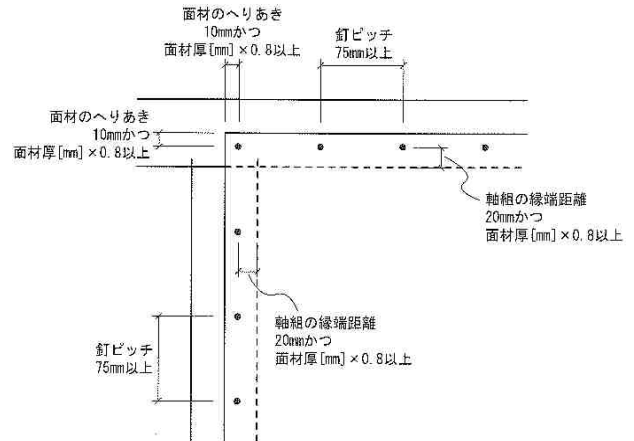 面材のへりあき
10mmかつ
面材厚[mm]×0.8以上
釘ピッチ
75mm以上
面材のへりあき
10mmかつ
面材厚[mm]×0.8以上
軸組の縁端距離
20mmかつ
面材厚[mm]×0.8以上
軸組の縁端距離
20mmかつ
面材厚[mm]×0.8以上
釘ピッチ
75mm以上